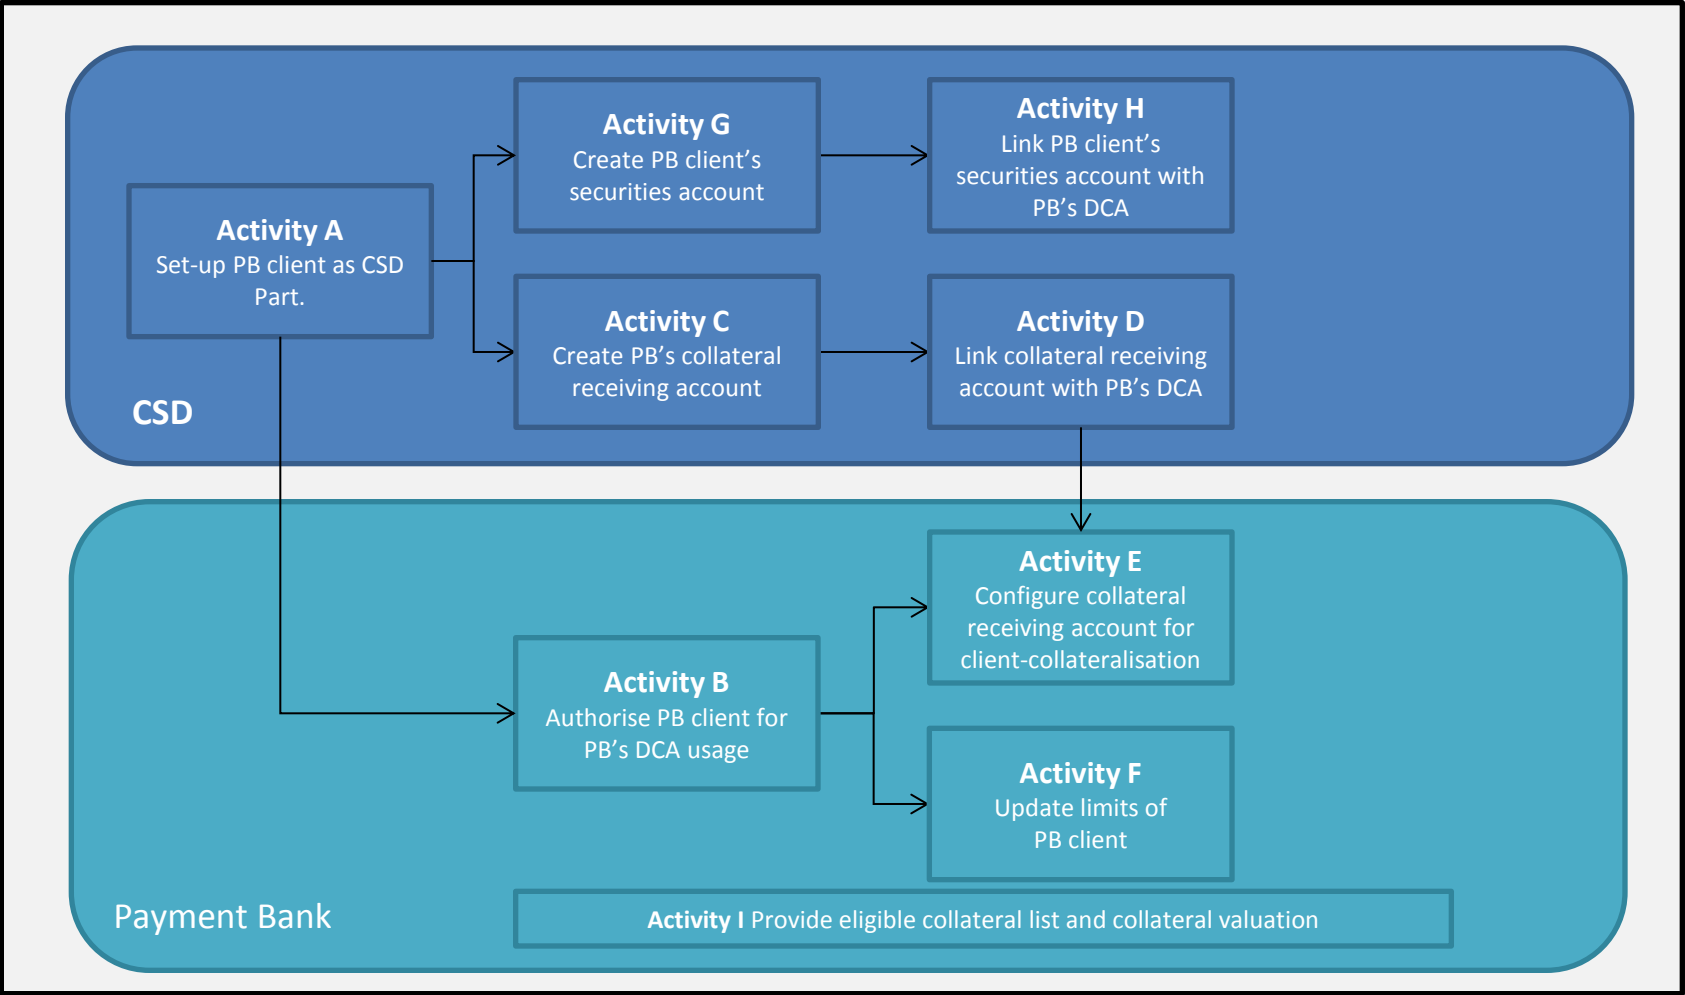 Activity G
Create PB client's
securities account
Activity H
Link PB client's
securities account with
PB's DCA
Activity A
Set-up PB client as CSD
Part.
Activity C
Create PB's collateral
receiving account
Activity D
Link collateral receiving
account with PB's DCA
CSD
Activity E
Configure collateral
receiving account for
client-collateralisation
Activity B
Authorise PB client for
PB's DCA usage
Activity F
Update limits of
PB client
Payment Bank
Activity I Provide eligible collateral list and collateral valuation